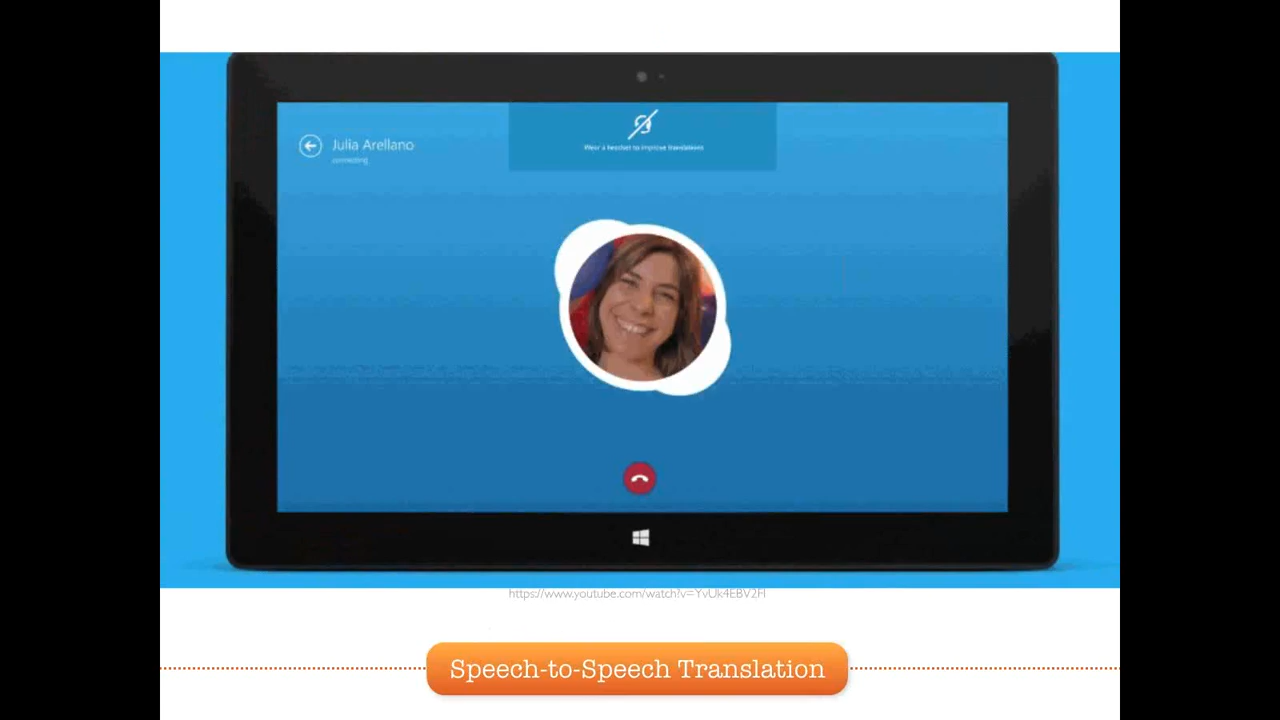 Julia Arellano
connecting
Wear a headset to improve translations
https://www.youtube.com/watch?v=YvUk4EBV2FI
Speech-to-Speech Translation